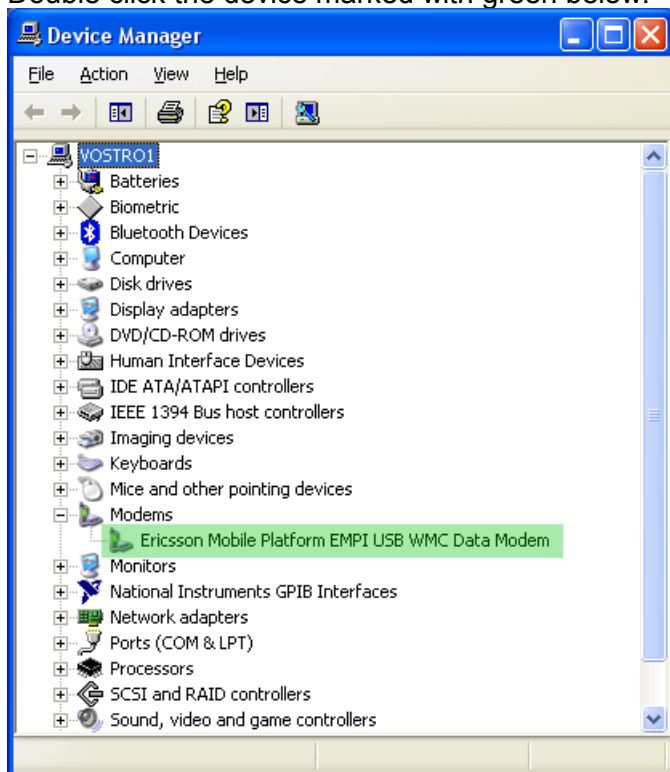 Double-click the device marked with green below.
Device Manager
File Action View Help
VOSTRO1
Batteries
Biometric
Bluetooth Devices
Computer
Disk drives
Display adapters
DVD/CD-ROM drives
Human Interface Devices
IDE ATA/ATAPI controllers
IEEE 1394 Bus host controllers
Imaging devices
Keyboards
Mice and other pointing devices
Modems
Ericsson Mobile Platform EMPI USB WMC Data Modem
Monitors
National Instruments GPIB Interfaces
Network adapters
Ports (COM & LPT)
Processors
SCSI and RAID controllers
Sound, video and game controllers